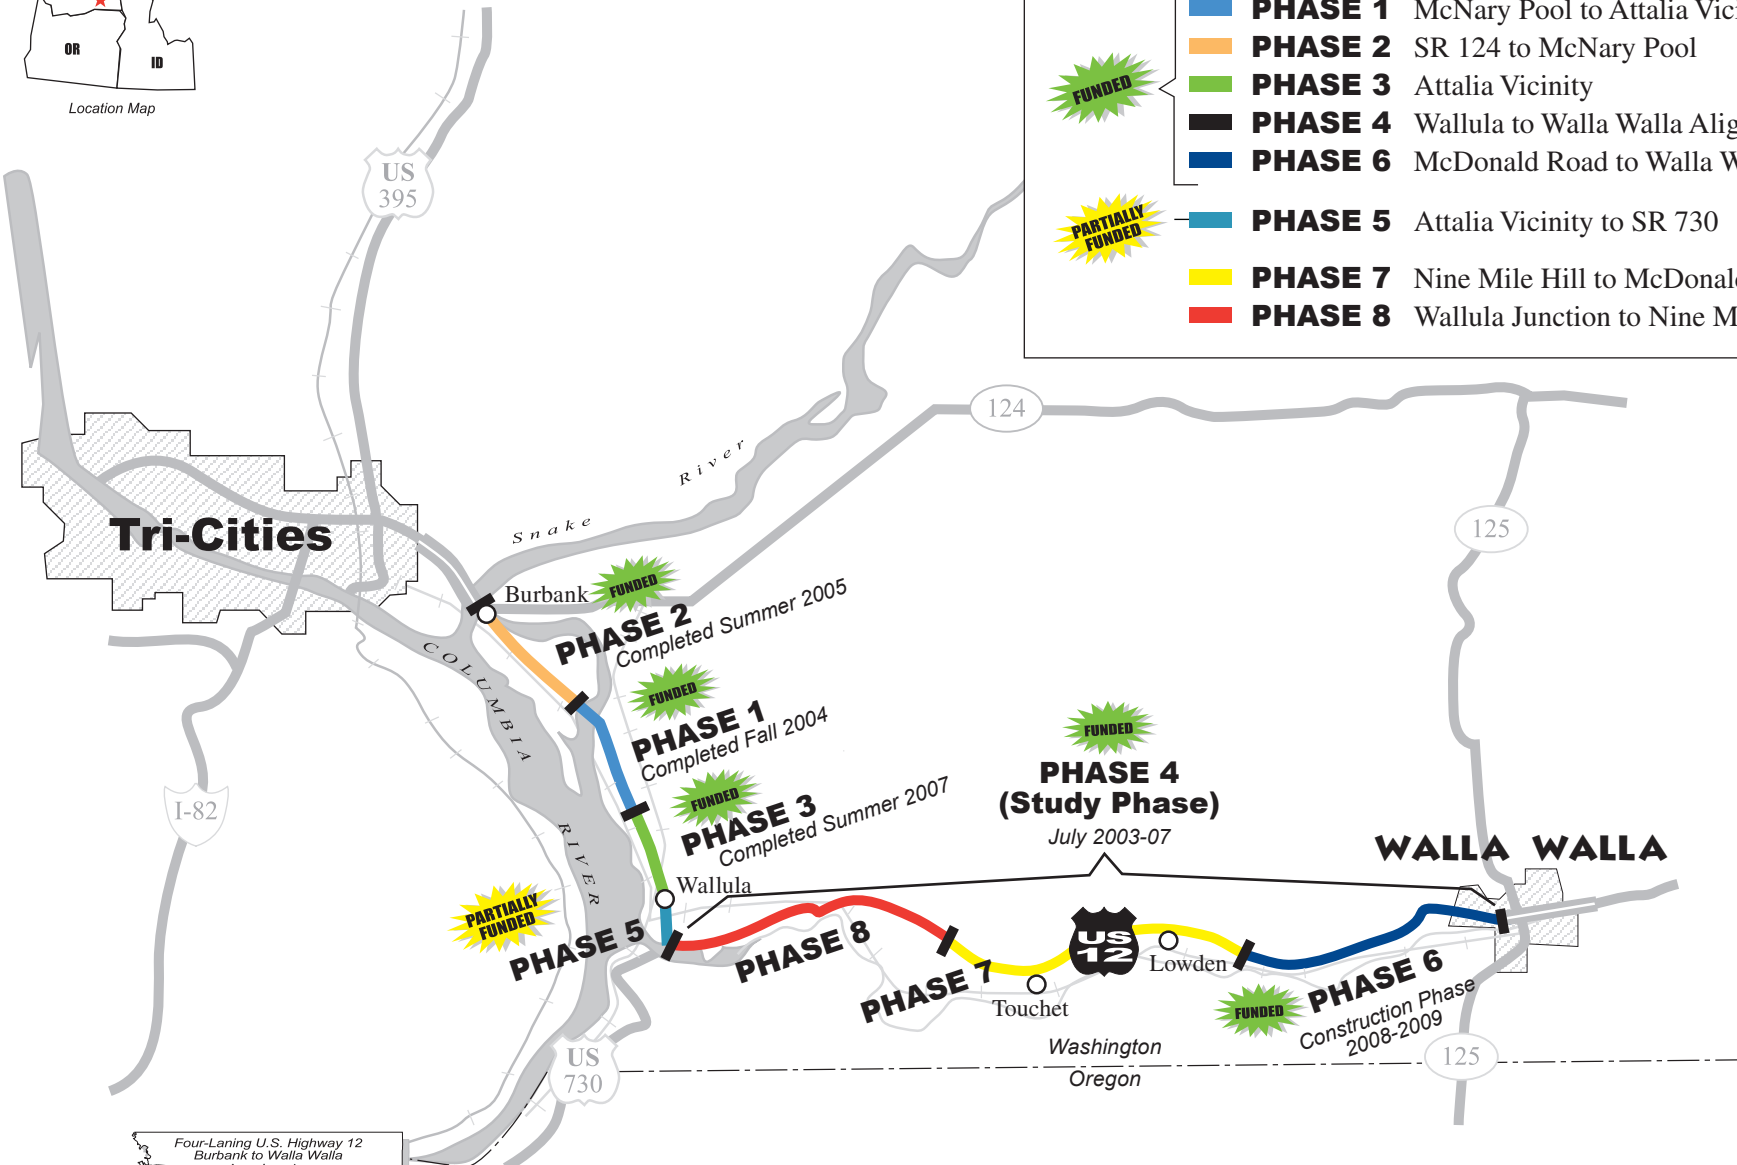 OR
ID
Location Map
PHASE 1 McNary Pool to Attalia Vici
PHASE 2 SR 124 to McNary Pool
FUNDED
PHASE 3 Attalia Vicinity
PHASE 4 Wallula to Walla Walla Alig
PHASE 6 McDonald Road to Walla W
PARTIALLY
FUNDED
PHASE 5 Attalia Vicinity to SR 730
PHASE 7 Nine Mile Hill to McDonald
PHASE 8 Wallula Junction to Nine M
US
395
124
125
Snake River
Tri-Cities
Burbank
FUNDED
PHASE 2
Completed Summer 2005
COLUMBIA RIVER
FUNDED
PHASE 1
Completed Fall 2004
FUNDED
PHASE 3
Completed Summer 2007
FUNDED
PHASE 4
(Study Phase)
July 2003-07
I-82
WALLA WALLA
Wallula
PARTIALLY
FUNDED
PHASE 5
PHASE 8
PHASE 7
US
12
Lowden
Touchet
FUNDED
PHASE 6
Construction Phase
2008-2009
Washington
Oregon
US
730
125
Four-Laning U.S. Highway 12
Burbank to Walla Walla